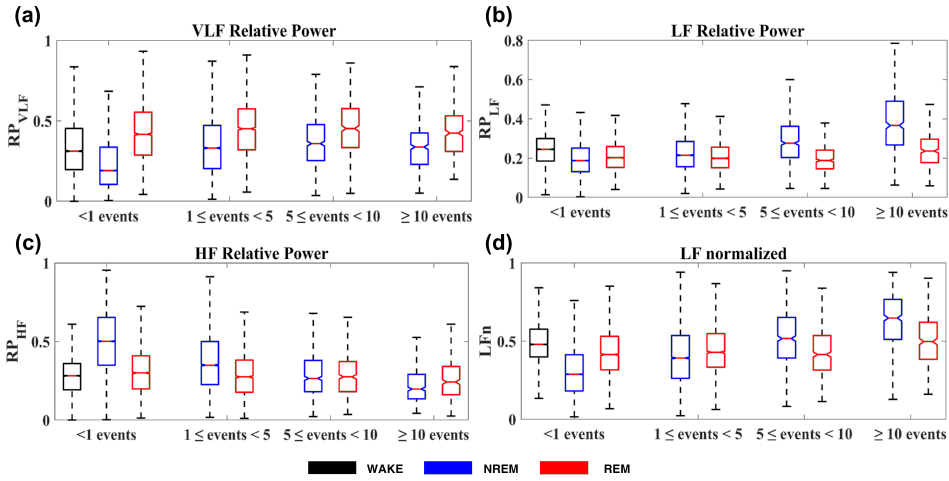 (a)
VLF Relative Power
1
0.5
0
RP_VLF
<1 events
1 ≤ events < 5
5 ≤ events < 10
≥ 10 events
(b)
LF Relative Power
0.8
0.6
0.4
0.2
0
RP_LF
<1 events
1 ≤ events < 5
5 ≤ events < 10
≥ 10 events
(c)
HF Relative Power
1
0.5
0
RP_HF
<1 events
1 ≤ events < 5
5 ≤ events < 10
≥ 10 events
(d)
LF normalized
1
0.5
0
LFn
<1 events
1 ≤ events < 5
5 ≤ events < 10
≥ 10 events
WAKE NREM REM